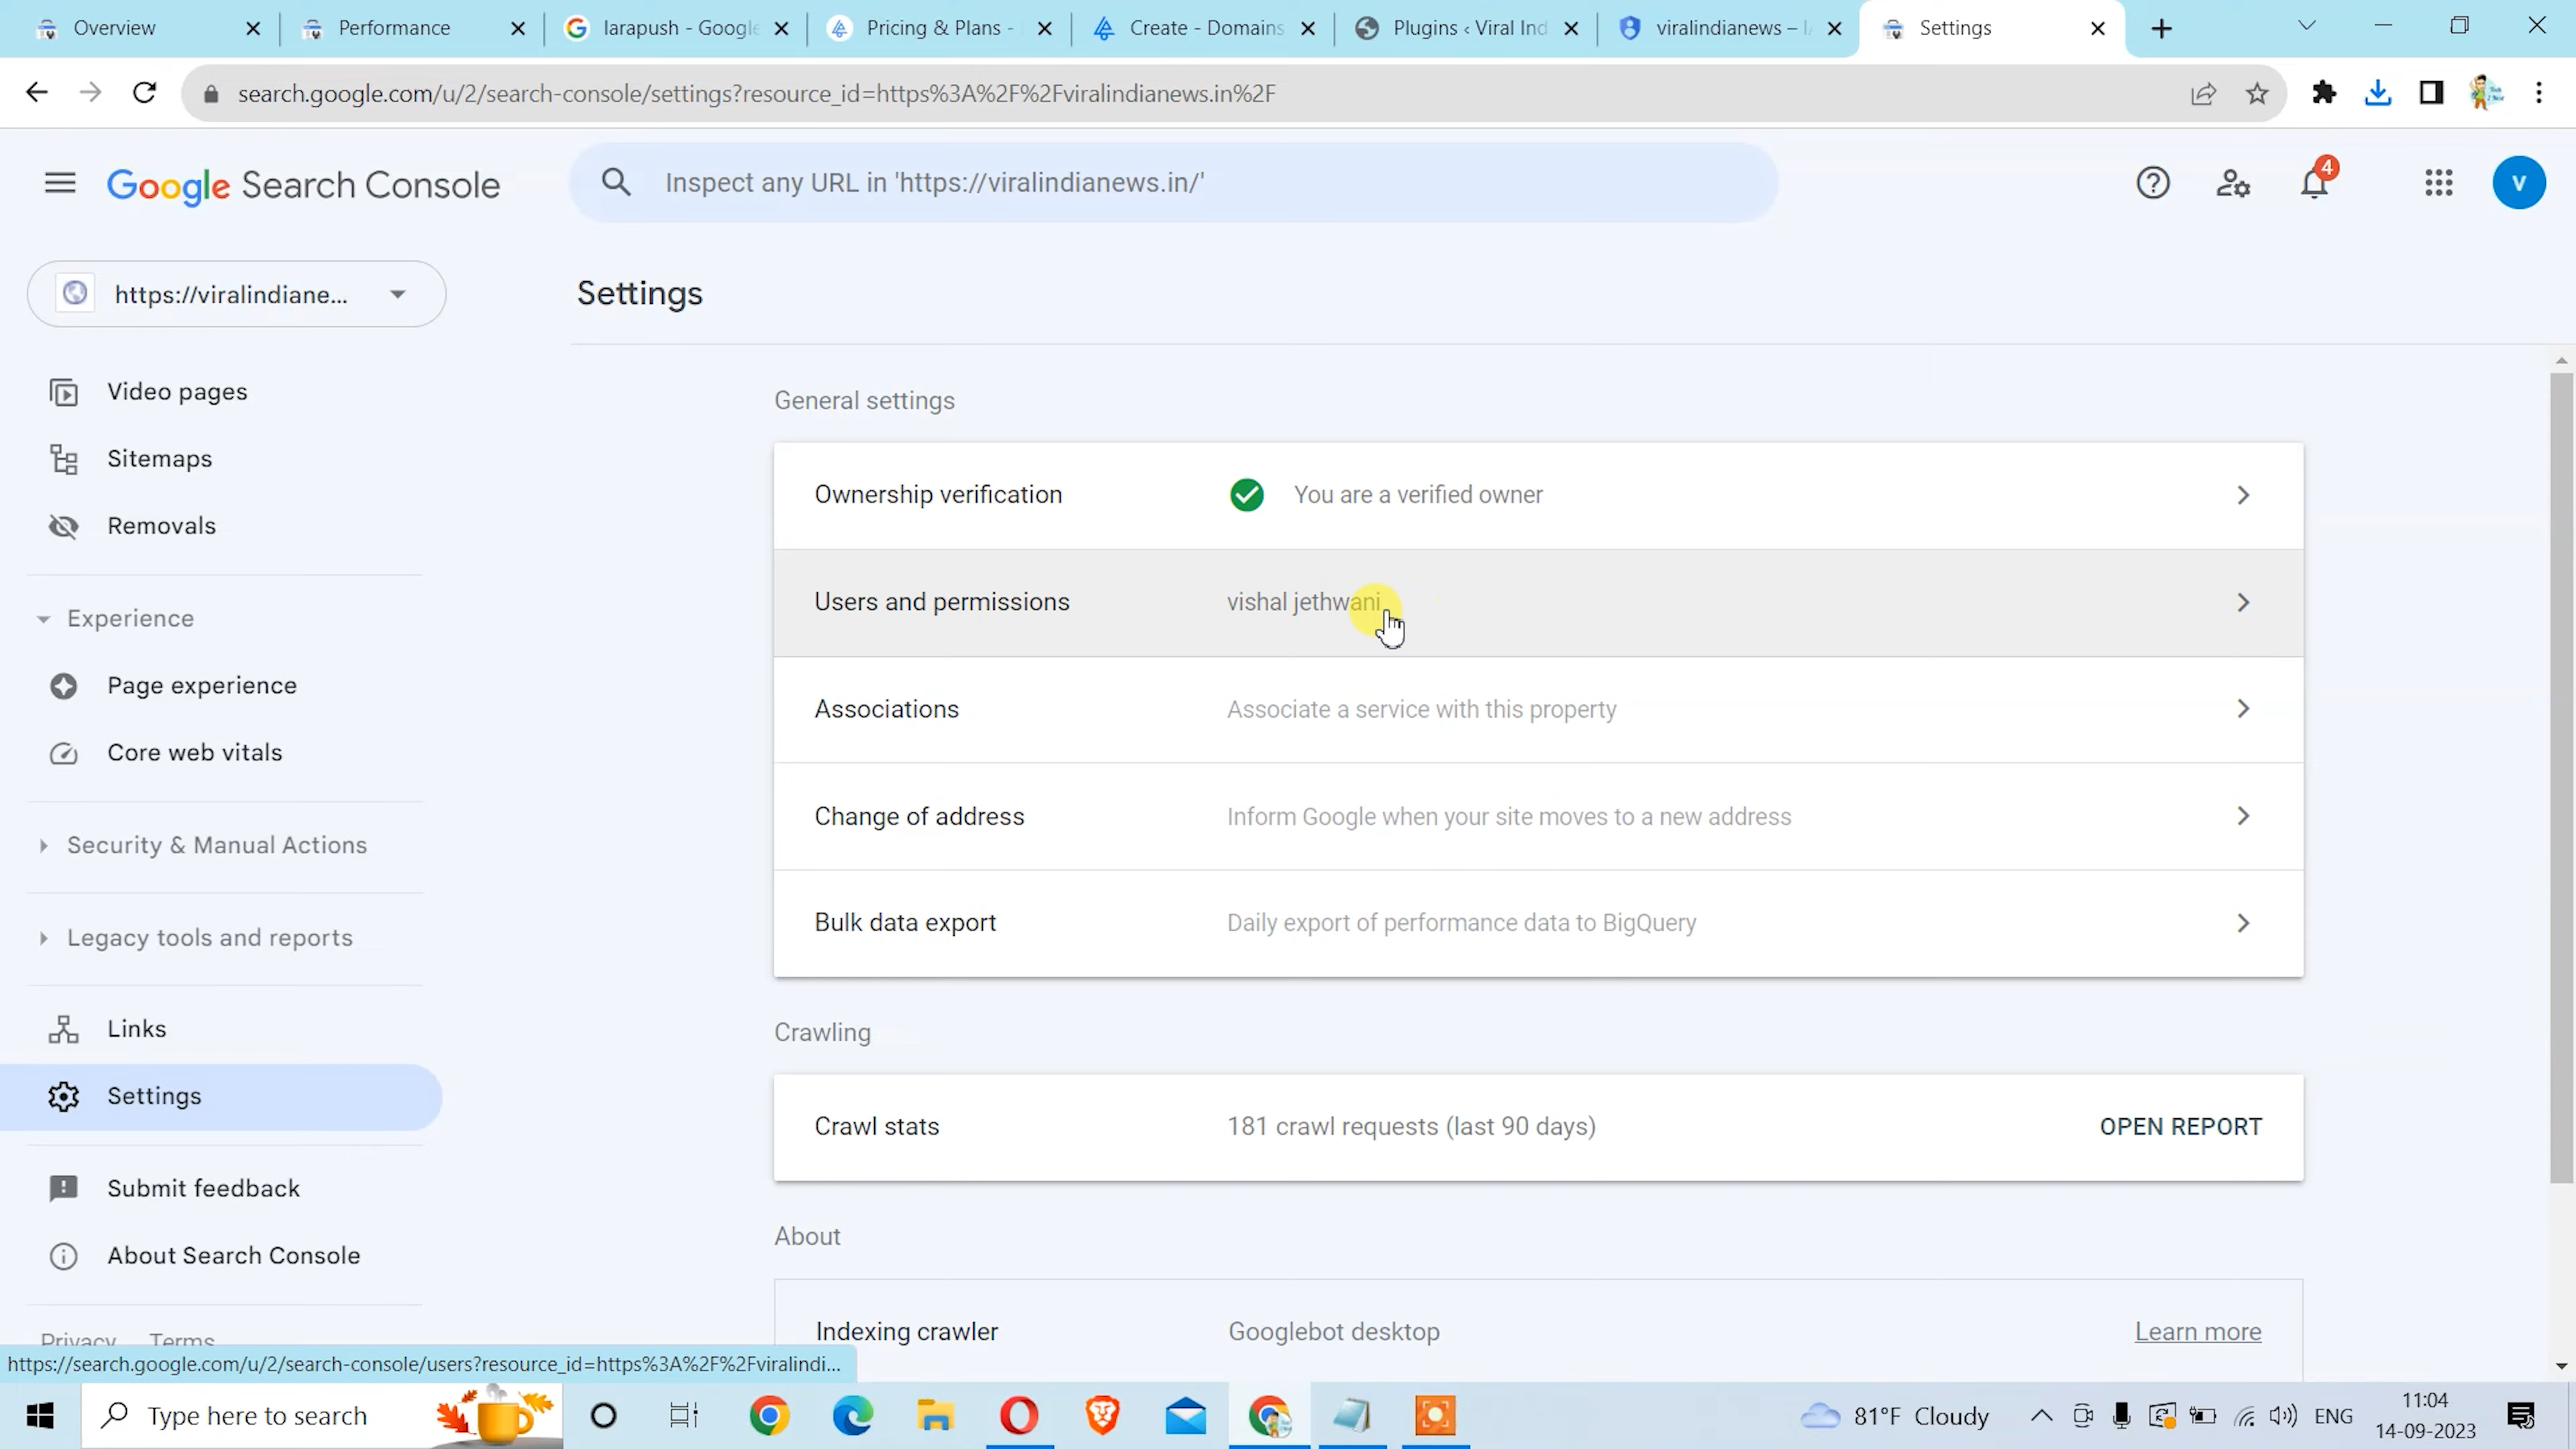 Overview
Performance
larapush - Google
Pricing & Plans -
Create - Domains
Plugins ‹ Viral Ind
viralindianews – IA
Settings
search.google.com/u/2/search-console/settings?resource_id=https%3A%2F%2Fviralindianews.in%2F
Google Search Console
Inspect any URL in 'https://viralindianews.in/'
4
V
https://viralindiane...
Settings
Video pages
Sitemaps
Removals
Experience
Page experience
Core web vitals
Security & Manual Actions
Legacy tools and reports
Links
Settings
Submit feedback
About Search Console
Privacy Terms
General settings
Ownership verification You are a verified owner
Users and permissions vishal jethwani
Associations Associate a service with this property
Change of address Inform Google when your site moves to a new address
Bulk data export Daily export of performance data to BigQuery
Crawling
Crawl stats 181 crawl requests (last 90 days) OPEN REPORT
About
Indexing crawler Googlebot desktop Learn more
https://search.google.com/u/2/search-console/users?resource_id=https%3A%2F%2Fviralindi...
Type here to search
81°F Cloudy
ENG
11:04
14-09-2023